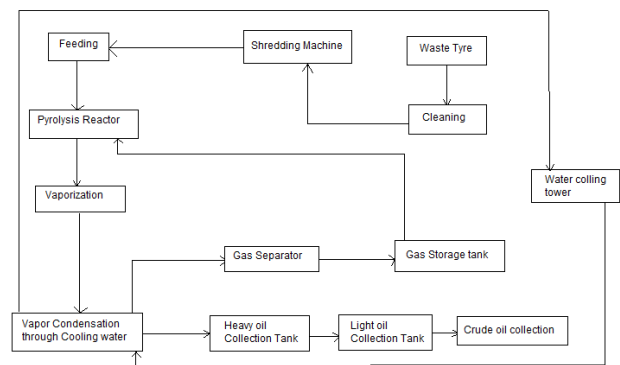 Feeding
Shredding Machine
Waste Tyre
Pyrolysis Reactor
Cleaning
Vaporization
Water colling
tower
Gas Separator
Gas Storage tank
Vapor Condensation
through Cooling water
Heavy oil
Collection Tank
Light oil
Collection Tank
Crude oil collection